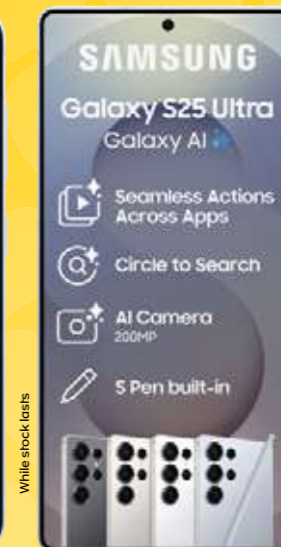 SAMSUNG
Galaxy S25 Ultra
Galaxy AI
Seamless Actions
Across Apps
Circle to Search
AI Camera
200MP
S Pen built-in
While stock lasts